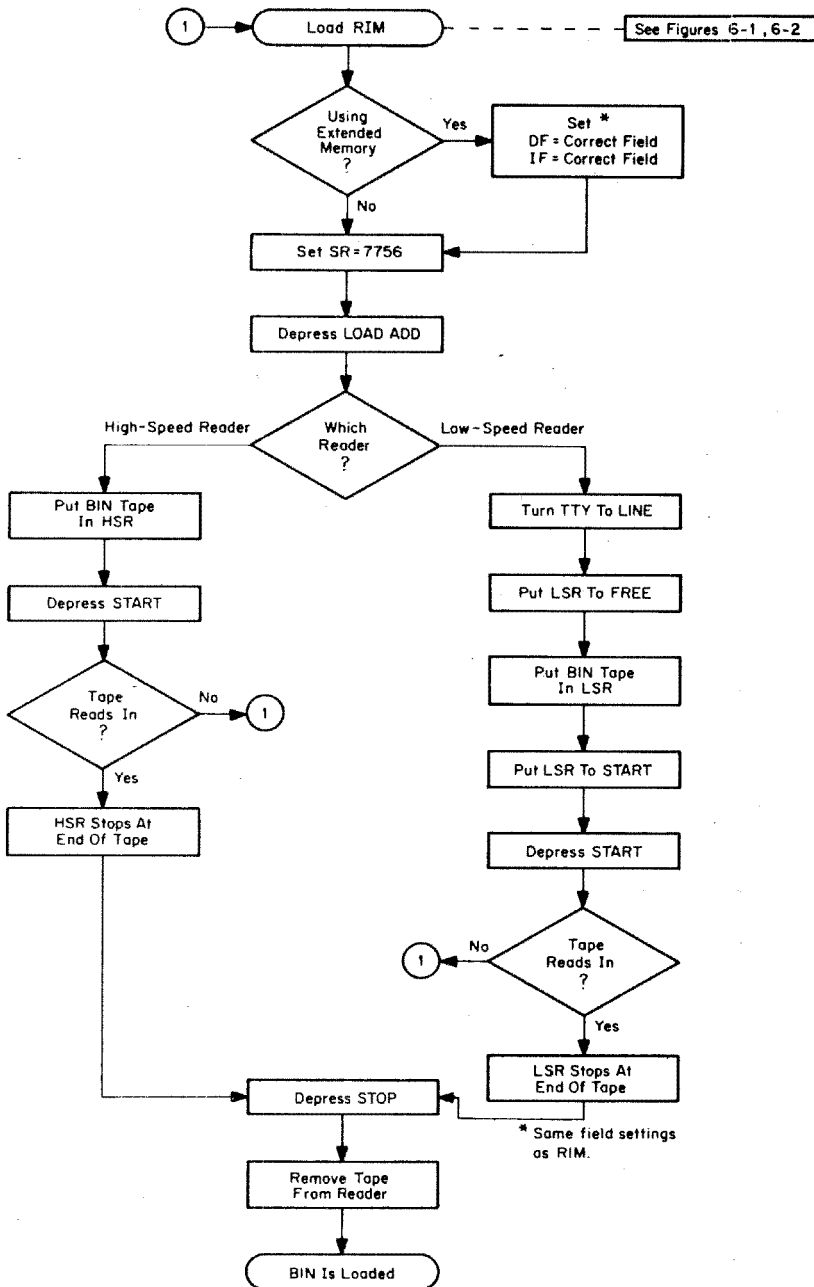 1
Load RIM
See Figures 6-1, 6-2
Using
Extended
Memory
?
Yes
Set *
DF = Correct Field
IF = Correct Field
No
Set SR = 7756
Depress LOAD ADD
High-Speed Reader
Which
Reader
?
Low-Speed Reader
Put BIN Tape
In HSR
Turn TTY To LINE
Depress START
Put LSR To FREE
Tape
Reads In
?
No
1
Put BIN Tape
In LSR
Yes
Put LSR To START
HSR Stops At
End Of Tape
Depress START
1
No
Tape
Reads In
?
Yes
LSR Stops At
End Of Tape
Depress STOP
* Same field settings
as RIM.
Remove Tape
From Reader
BIN Is Loaded